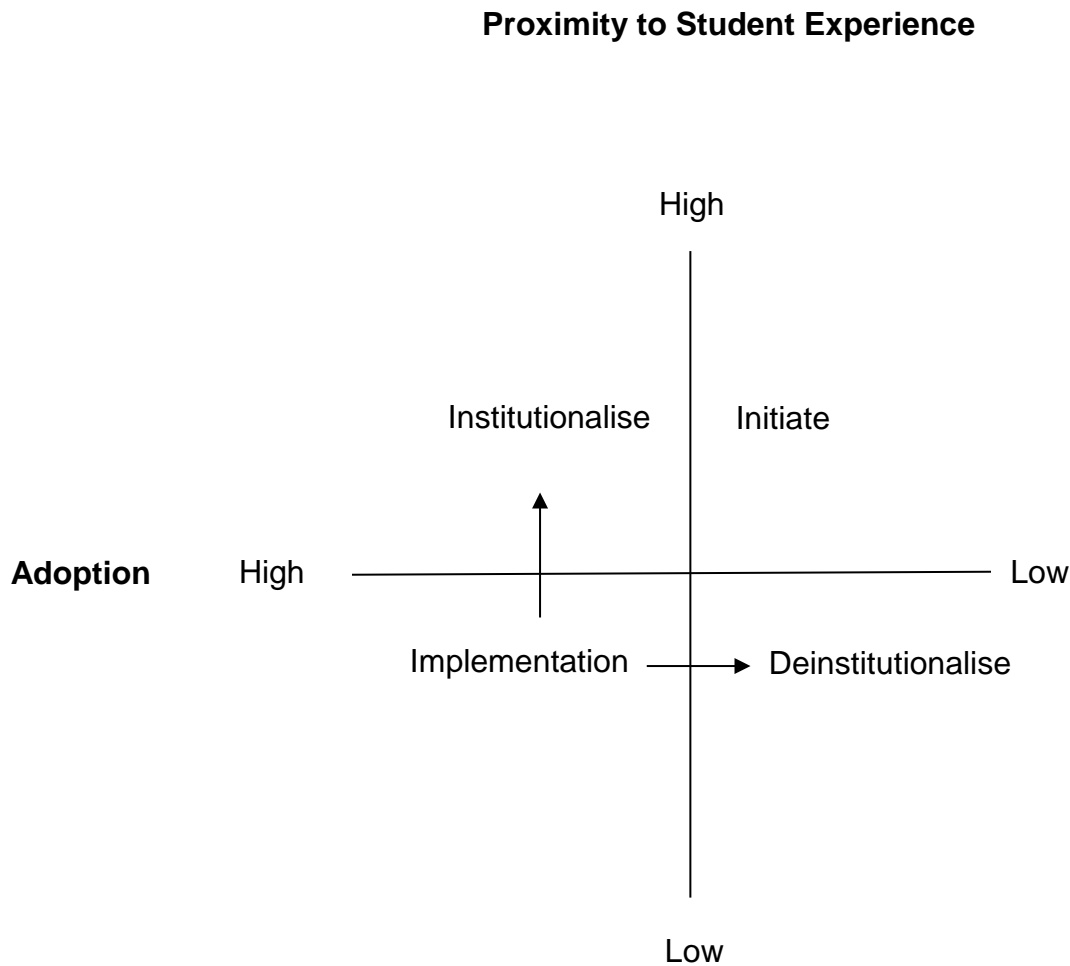 Proximity to Student Experience
High
Institutionalise
Initiate
Adoption
High
Low
Implementation
Deinstitutionalise
Low